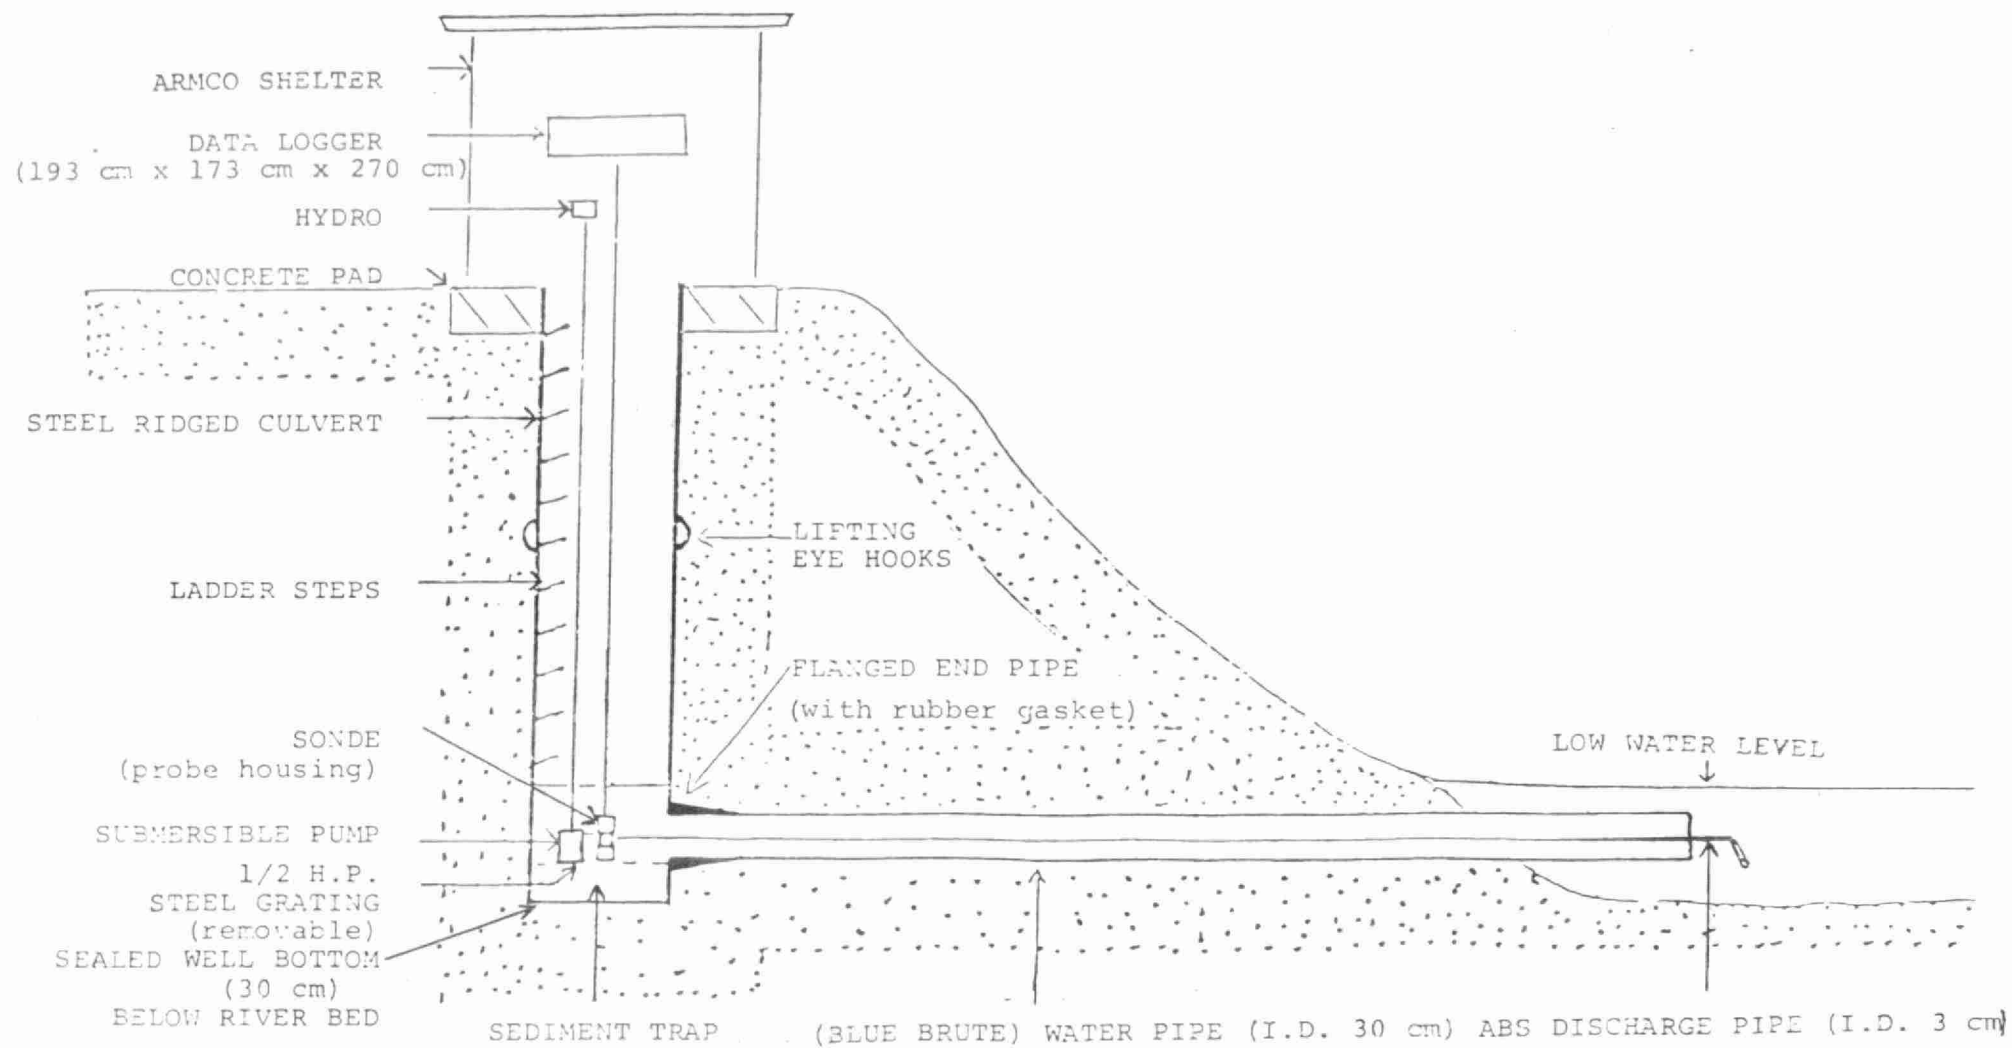 ARMCO SHELTER
DATA LOGGER
(193 cm x 173 cm x 270 cm)
HYDRO
CONCRETE PAD
STEEL RIDGED CULVERT
LIFTING
EYE HOOKS
LADDER STEPS
FLANGED END PIPE
(with rubber gasket)
SONDE
(probe housing)
LOW WATER LEVEL
SUBMERSIBLE PUMP
1/2 H.P.
STEEL GRATING
(removable)
SEALED WELL BOTTOM
(30 cm)
BELOW RIVER BED
SEDIMENT TRAP
(BLUE BRUTE) WATER PIPE (I.D. 30 cm)
ABS DISCHARGE PIPE (I.D. 3 cm)